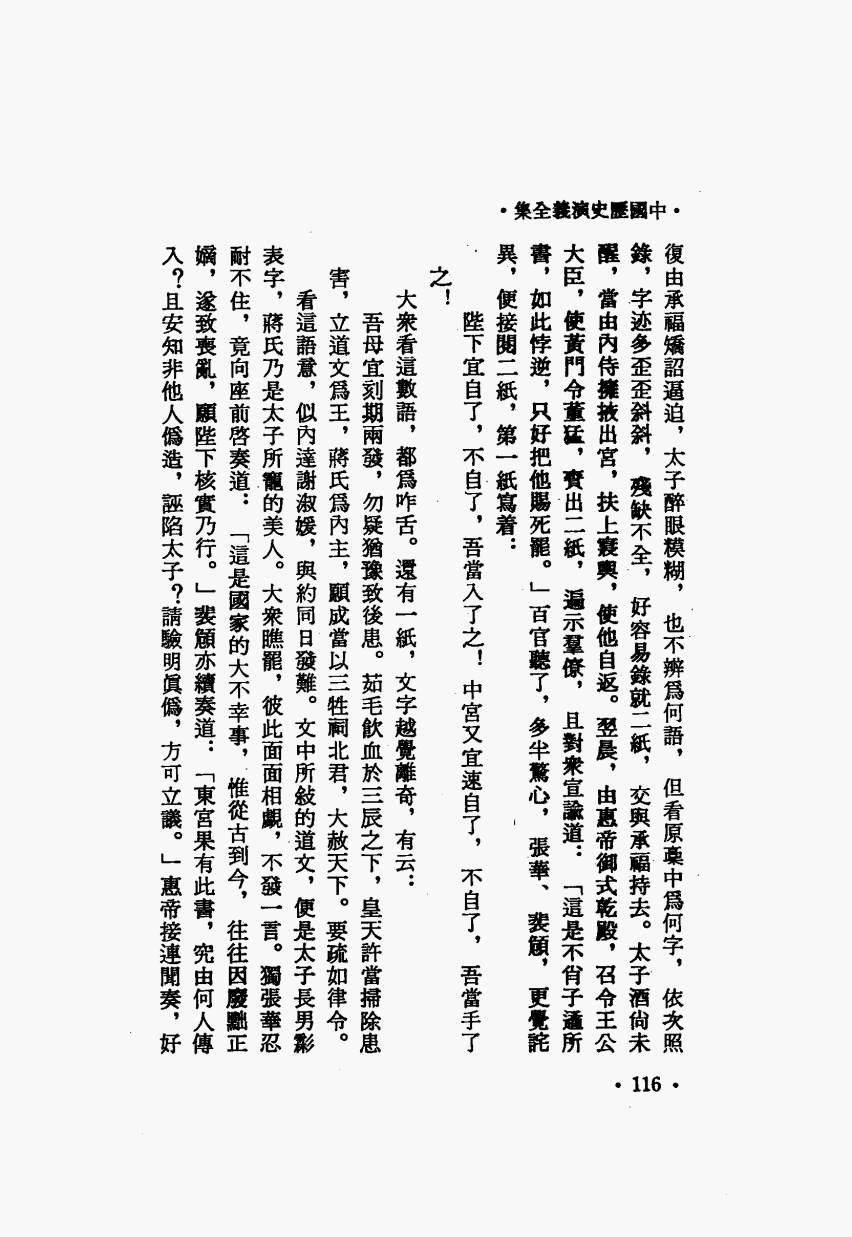 ·中國歷史演義全集·
復由承福矯詔逼迫，太子醉眼模糊，也不辨爲何語，但看原稾中爲何字，依次照
錄，字迹多歪歪斜斜，殘缺不全，好容易錄就二紙，交與承福持去。太子酒尙未
醒，當由內侍擁掖出宮，扶上寢輿，使他自返。翌晨，由惠帝御式乾殿，召令王公
大臣，使黃門令董猛，賫出二紙，遍示羣僚，且對衆宣諭道：「這是不肖子遹所
書，如此悖逆，只好把他賜死罷。」百官聽了，多半驚心，張華、裴頠，更覺詫
異，便接閱二紙，第一紙寫着：
陛下宜自了，不自了，吾當入了之！中宮又宜速自了，不自了，吾當手了
之！
大衆看這數語，都爲咋舌。還有一紙，文字越覺離奇，有云：
吾母宜刻期兩發，勿疑猶豫致後患。茹毛飮血於三辰之下，皇天許當掃除患
害，立道文爲王，蔣氏爲內主，願成當以三牲祠北君，大赦天下。要疏如律令。
看這語意，似內達謝淑媛，與約同日發難。文中所敍的道文，便是太子長男虨
表字，蔣氏乃是太子所寵的美人。大衆瞧罷，彼此面面相覷，不發一言。獨張華忍
耐不住，竟向座前啓奏道：「這是國家的大不幸事，惟從古到今，往往因廢黜正
嫡，遂致喪亂，願陛下核實乃行。」裴頠亦續奏道：「東宮果有此書，究由何人傳
入？且安知非他人僞造，誣陷太子？請驗明眞僞，方可立議。」惠帝接連聞奏，好
·116·